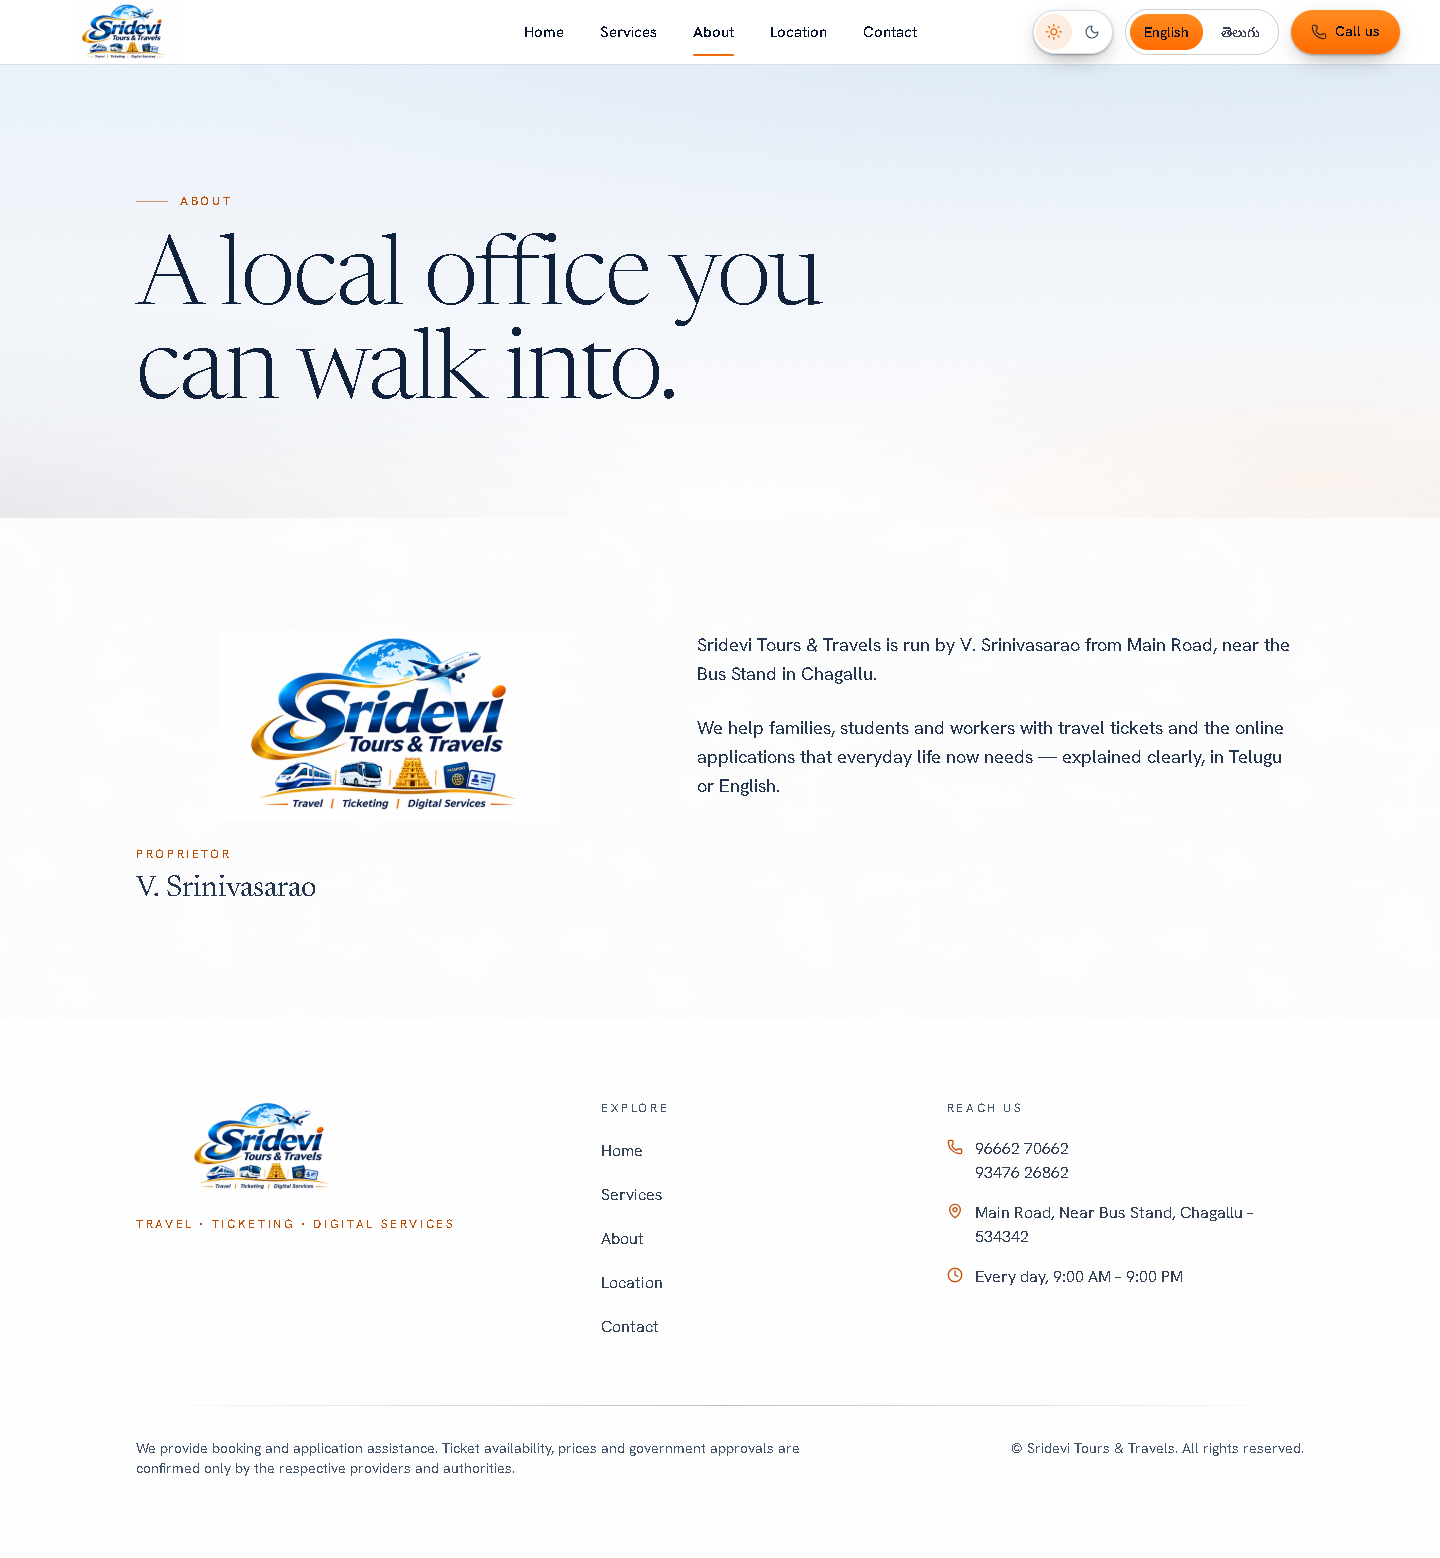 Sridevi
Tours & Travels
Travel | Ticketing | Digital Services
Home
Services
About
Location
Contact
English
తెలుగు
Call us
ABOUT
A local office you
can walk into.
Sridevi
Tours & Travels
PASSPORT
Travel | Ticketing | Digital Services
PROPRIETOR
V. Srinivasarao
Sridevi Tours & Travels is run by V. Srinivasarao from Main Road, near the
Bus Stand in Chagallu.
We help families, students and workers with travel tickets and the online
applications that everyday life now needs — explained clearly, in Telugu
or English.
Sridevi
Tours & Travels
Travel | Ticketing | Digital Services
TRAVEL • TICKETING • DIGITAL SERVICES
EXPLORE
Home
Services
About
Location
Contact
REACH US
96662 70662
93476 26862
Main Road, Near Bus Stand, Chagallu –
534342
Every day, 9:00 AM – 9:00 PM
We provide booking and application assistance. Ticket availability, prices and government approvals are
confirmed only by the respective providers and authorities.
© Sridevi Tours & Travels. All rights reserved.